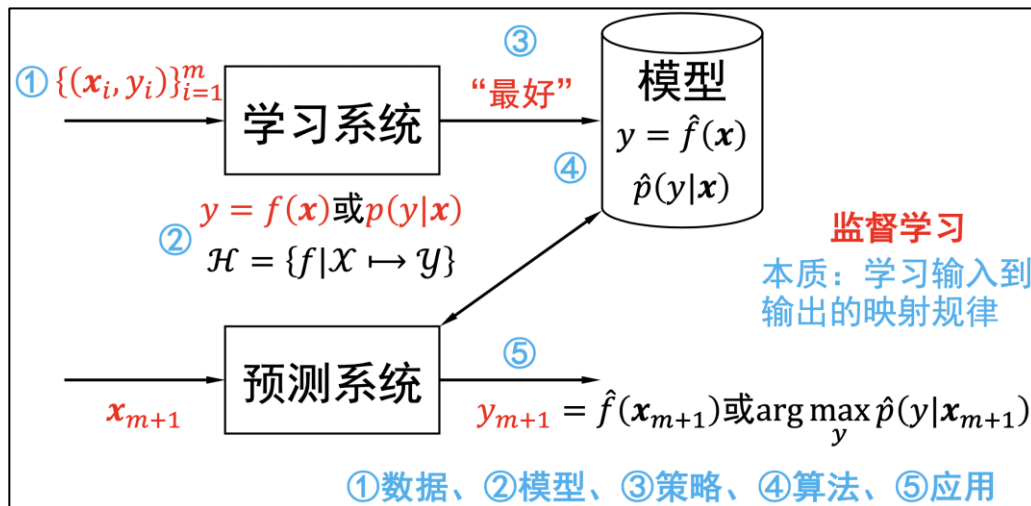 ① {(𝒙ᵢ, yᵢ)}ᵢ₌₁ᵐ
学习系统
③
“最好”
模型
y = f̂(𝒙)
p̂(y|𝒙)
④
② y = f(𝒙)或p(y|𝒙)
ℋ = {f|𝒳 ↦ 𝒴}
监督学习
本质：学习输入到
输出的映射规律
𝒙ₘ₊₁
预测系统
⑤
yₘ₊₁ = f̂(𝒙ₘ₊₁)或arg max_y p̂(y|𝒙ₘ₊₁)
①数据、②模型、③策略、④算法、⑤应用